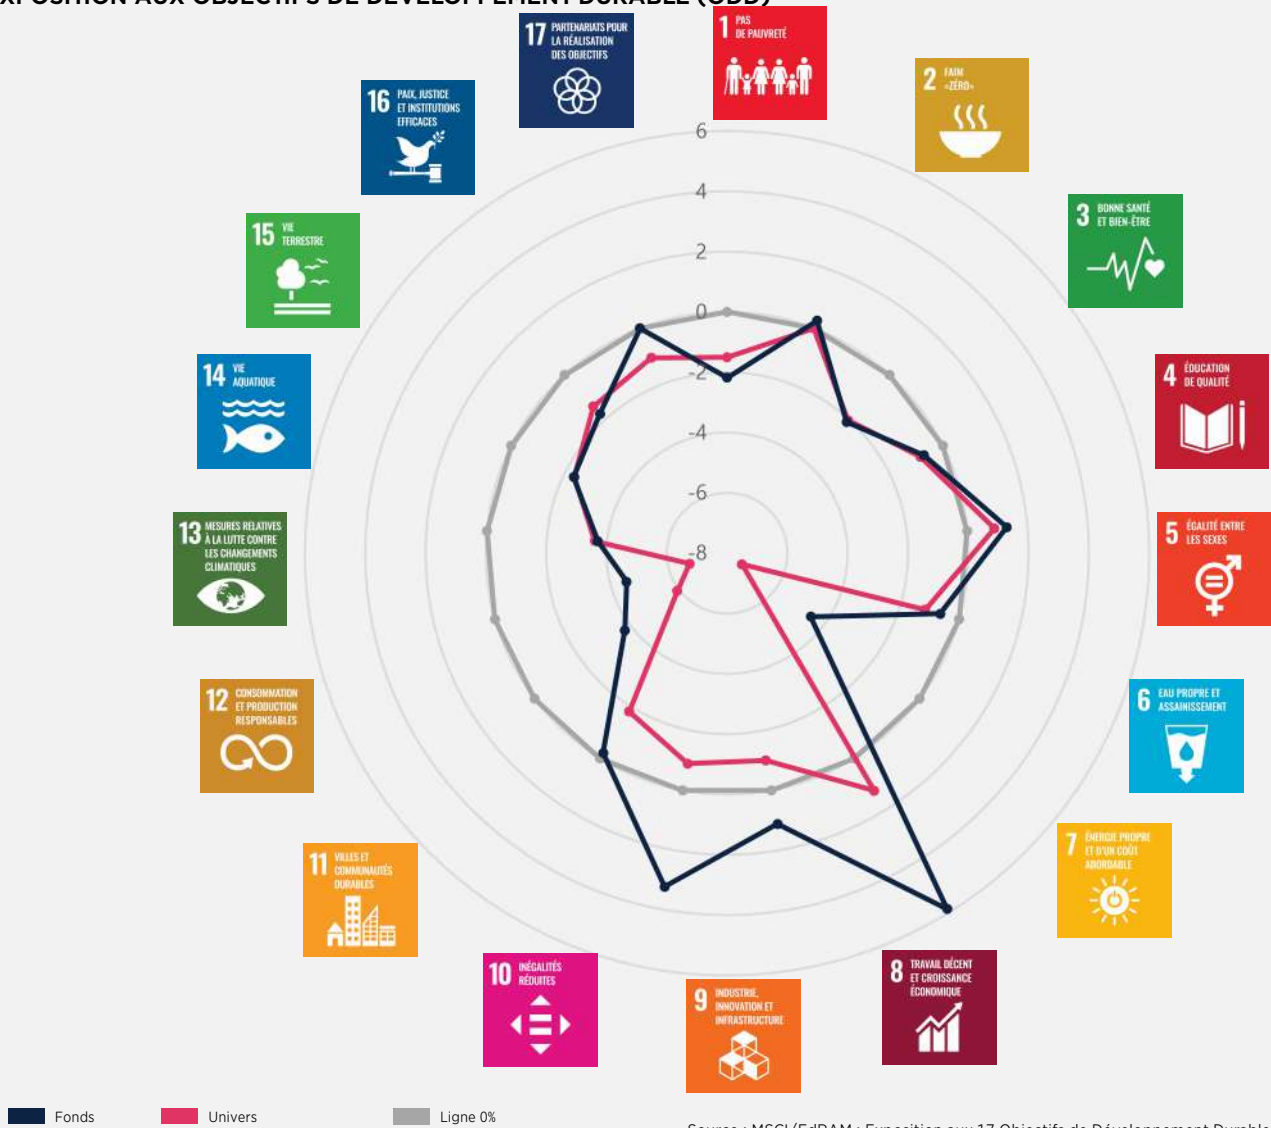 XPOSITION AUX OBJECTIFS DE DÉVELOPPEMENT DURABLE (ODD)
17 PARTENARIATS POUR
LA RÉALISATION
DES OBJECTIFS
1 PAS
DE PAUVRETÉ
2 FAIM
«ZÉRO»
16 PAIX, JUSTICE
ET INSTITUTIONS
EFFICACES
3 BONNE SANTÉ
ET BIEN-ÊTRE
15 VIE
TERRESTRE
4 ÉDUCATION
DE QUALITÉ
14 VIE
AQUATIQUE
5 ÉGALITÉ ENTRE
LES SEXES
13 MESURES RELATIVES
À LA LUTTE CONTRE
LES CHANGEMENTS
CLIMATIQUES
6 EAU PROPRE ET
ASSAINISSEMENT
12 CONSOMMATION
ET PRODUCTION
RESPONSABLES
7 ÉNERGIE PROPRE
ET D'UN COÛT
ABORDABLE
11 VILLES ET
COMMUNAUTÉS
DURABLES
8 TRAVAIL DÉCENT
ET CROISSANCE
ÉCONOMIQUE
10 INÉGALITÉS
RÉDUITES
9 INDUSTRIE,
INNOVATION ET
INFRASTRUCTURE
6
4
2
0
-2
-4
-6
-8
Fonds
Univers
Ligne 0%
Source : MSCI/EdRAM ; Exposition aux 17 Objectifs de Développement Durable